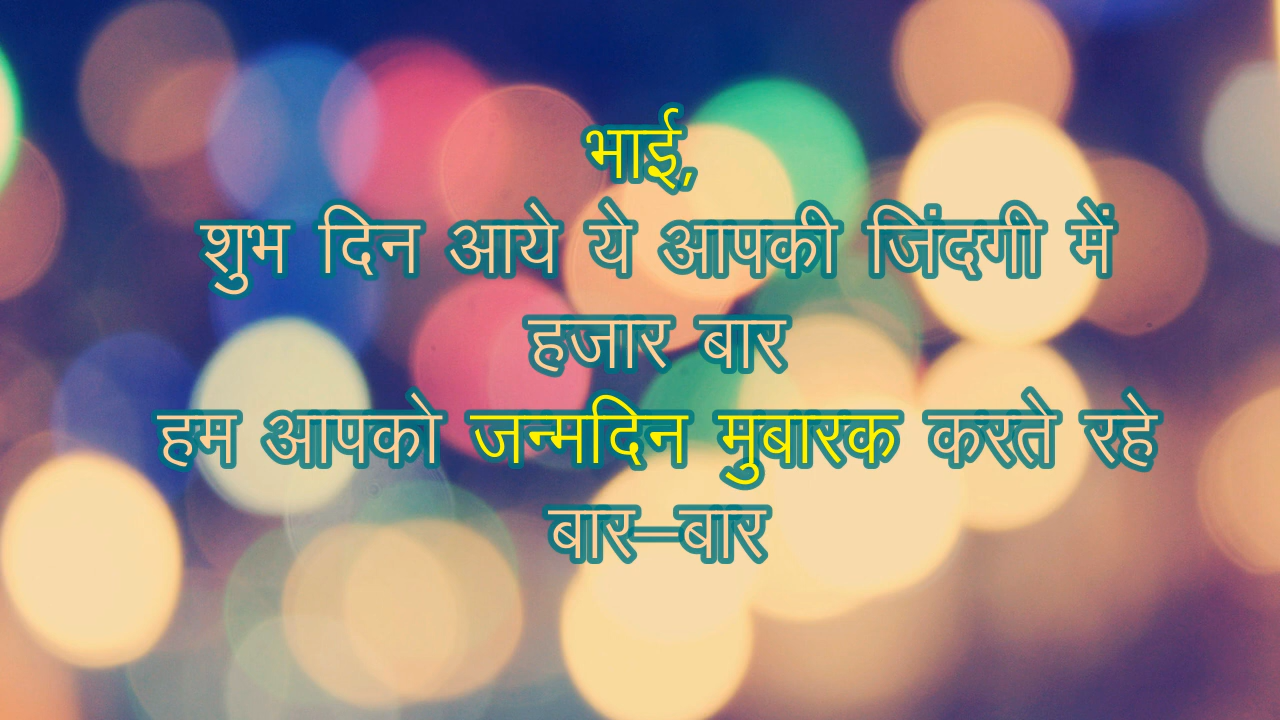 भाई,
शुभ दिन आये ये आपकी जिंदगी में
हजार बार
हम आपको जन्मदिन मुबारक करते रहे
बार–बार